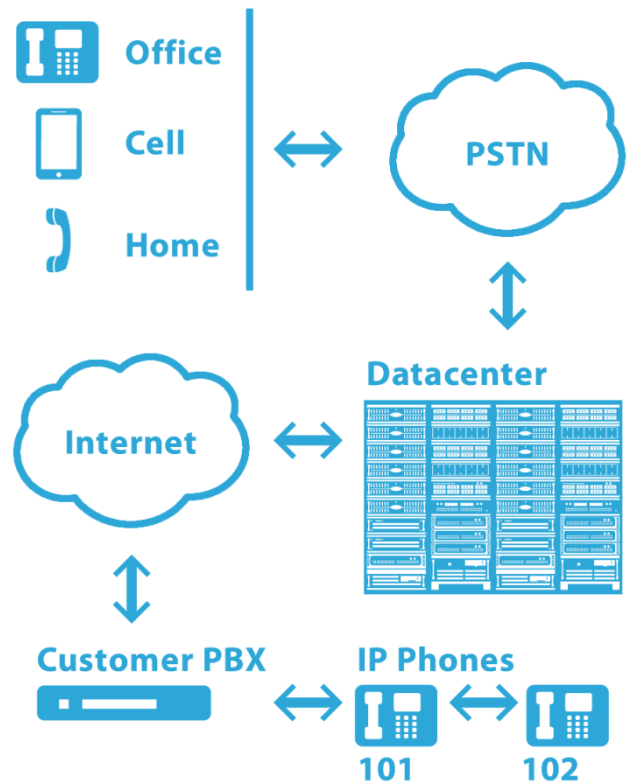 Office
Cell
Home
PSTN
Datacenter
Internet
Customer PBX
IP Phones
101
102